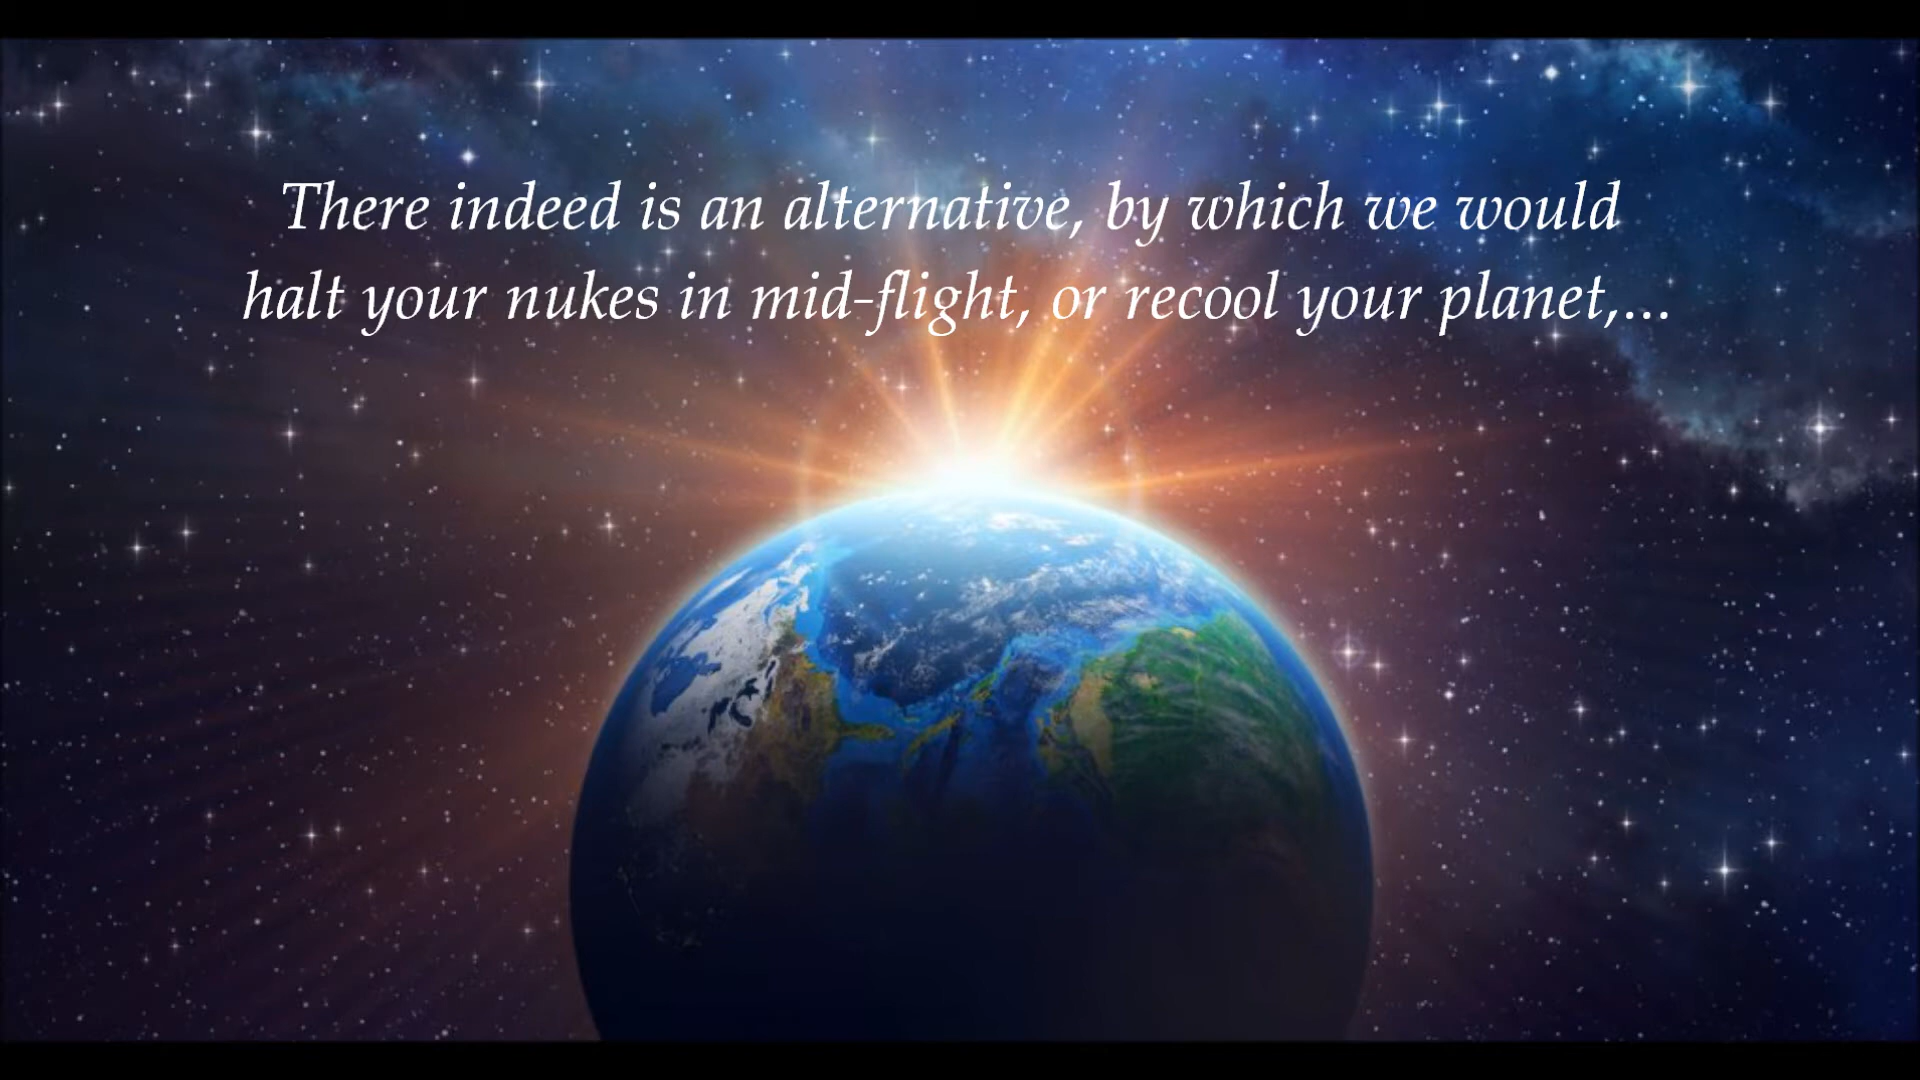 There indeed is an alternative, by which we would
halt your nukes in mid-flight, or recool your planet,...